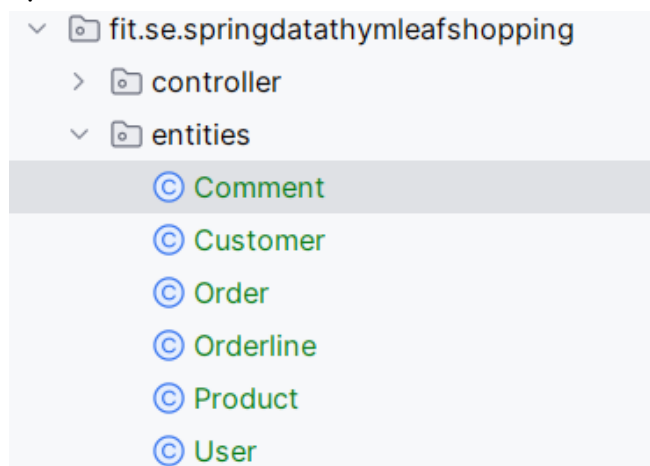 fit.se.springdatathymleafshopping
controller
entities
© Comment
© Customer
© Order
© Orderline
© Product
© User